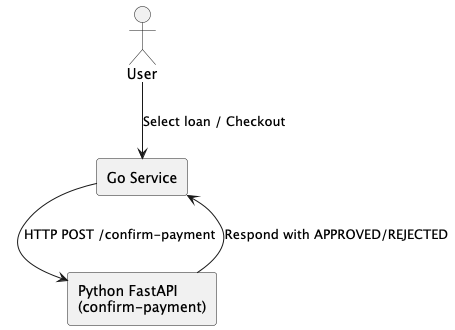 User
Select loan / Checkout
Go Service
HTTP POST /confirm-payment
Respond with APPROVED/REJECTED
Python FastAPI
(confirm-payment)